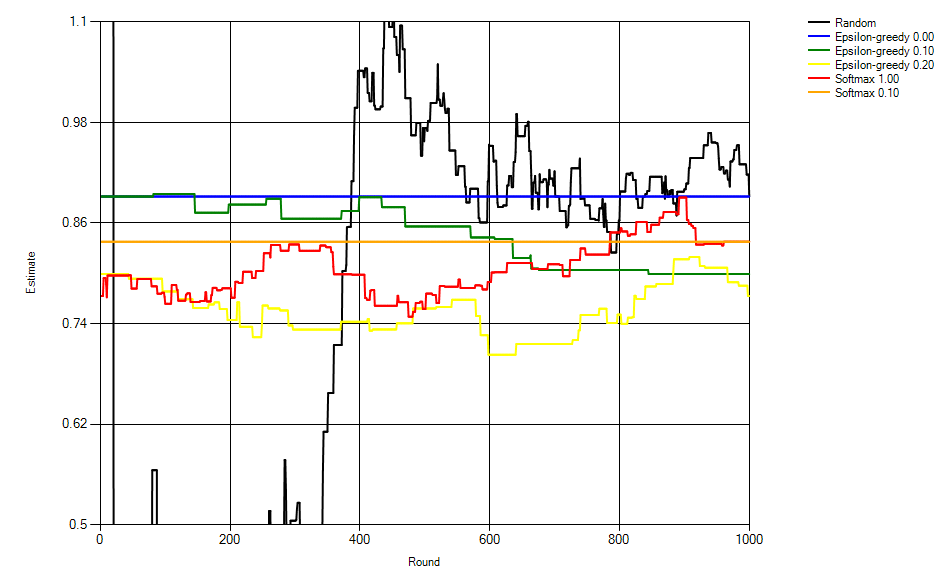 1.1
0.98
0.86
0.74
0.62
0.5
Estimate
0
200
400
600
800
1000
Round
Random
Epsilon-greedy 0.00
Epsilon-greedy 0.10
Epsilon-greedy 0.20
Softmax 1.00
Softmax 0.10